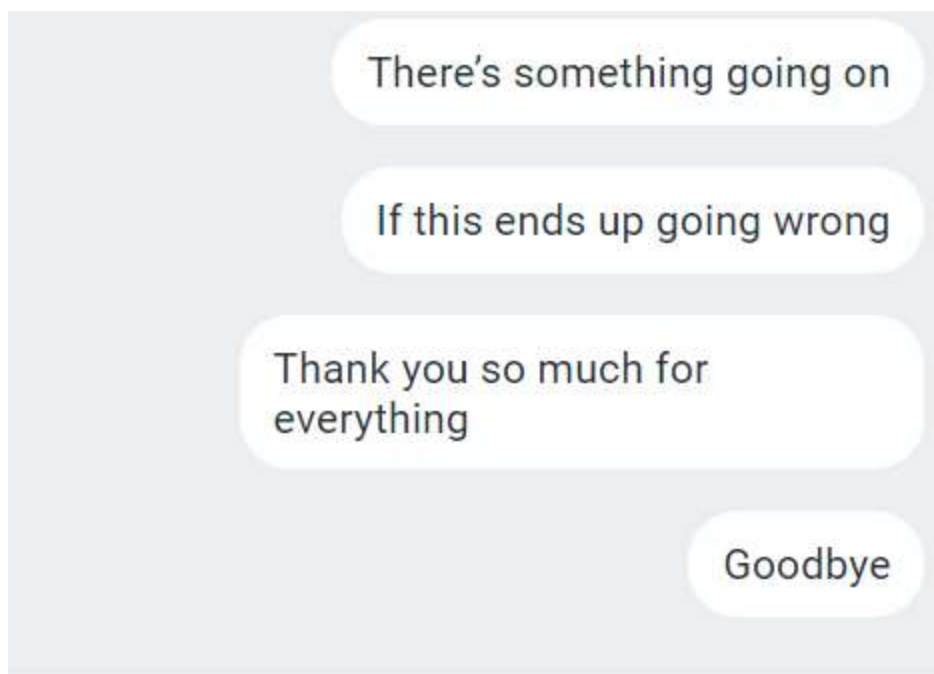 There’s something going on
If this ends up going wrong
Thank you so much for
everything
Goodbye